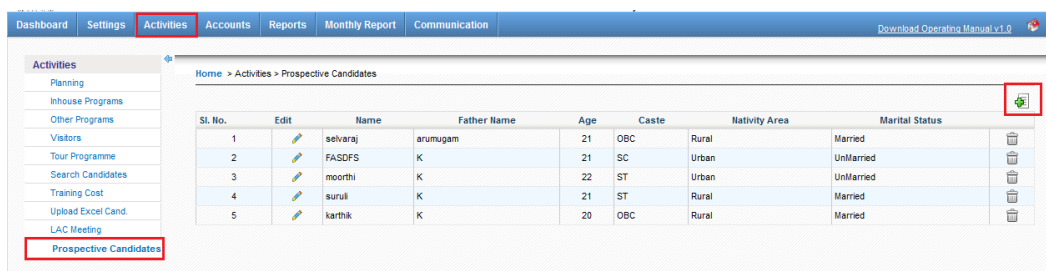 Dashboard Settings Activities Accounts Reports Monthly Report Communication Download Operating Manual v1.0
Activities
Planning
Inhouse Programs
Other Programs
Visitors
Tour Programme
Search Candidates
Training Cost
Upload Excel Cand.
LAC Meeting
Prospective Candidates
Home > Activities > Prospective Candidates
Sl. No. Edit Name Father Name Age Caste Nativity Area Marital Status
1 selvaraj arumugam 21 OBC Rural Married
2 FASDFS K 21 SC Urban UnMarried
3 moorthi K 22 ST Urban UnMarried
4 suruli K 21 ST Rural Married
5 karthik K 20 OBC Rural Married